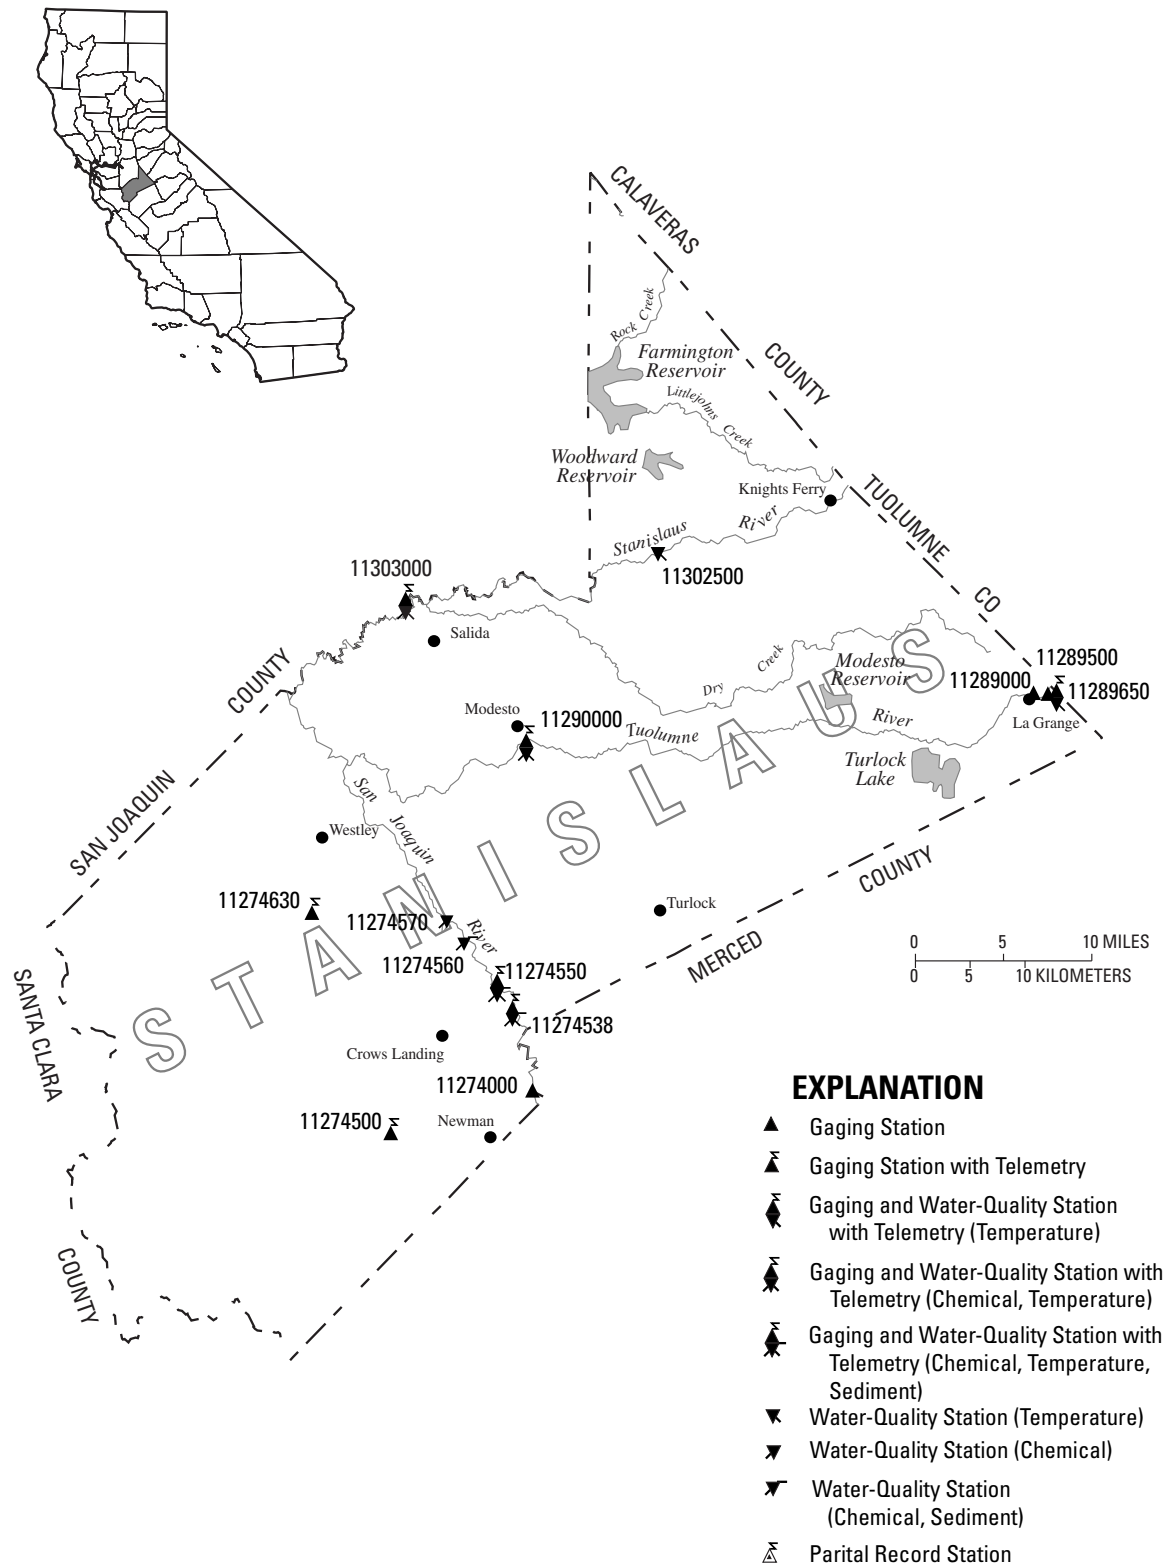 CALAVERAS
COUNTY
Rock Creek
Farmington
Reservoir
Littlejohns Creek
Woodward
Reservoir
Knights Ferry
TUOLUMNE
CO
Stanislaus River
11302500
11303000
Salida
COUNTY
Dry Creek
Modesto
Reservoir
11289500
11289000
11289650
La Grange
Modesto
11290000
Tuolumne River
Turlock
Lake
SAN JOAQUIN
San Joaquin River
Westley
COUNTY
STANISLAUS
11274630
11274570
Turlock
MERCED
11274560
11274550
0 5 10 MILES
0 5 10 KILOMETERS
SANTA CLARA
11274538
Crows Landing
11274000
11274500
Newman
COUNTY
EXPLANATION
Gaging Station
Gaging Station with Telemetry
Gaging and Water-Quality Station
with Telemetry (Temperature)
Gaging and Water-Quality Station with
Telemetry (Chemical, Temperature)
Gaging and Water-Quality Station with
Telemetry (Chemical, Temperature,
Sediment)
Water-Quality Station (Temperature)
Water-Quality Station (Chemical)
Water-Quality Station
(Chemical, Sediment)
Parital Record Station